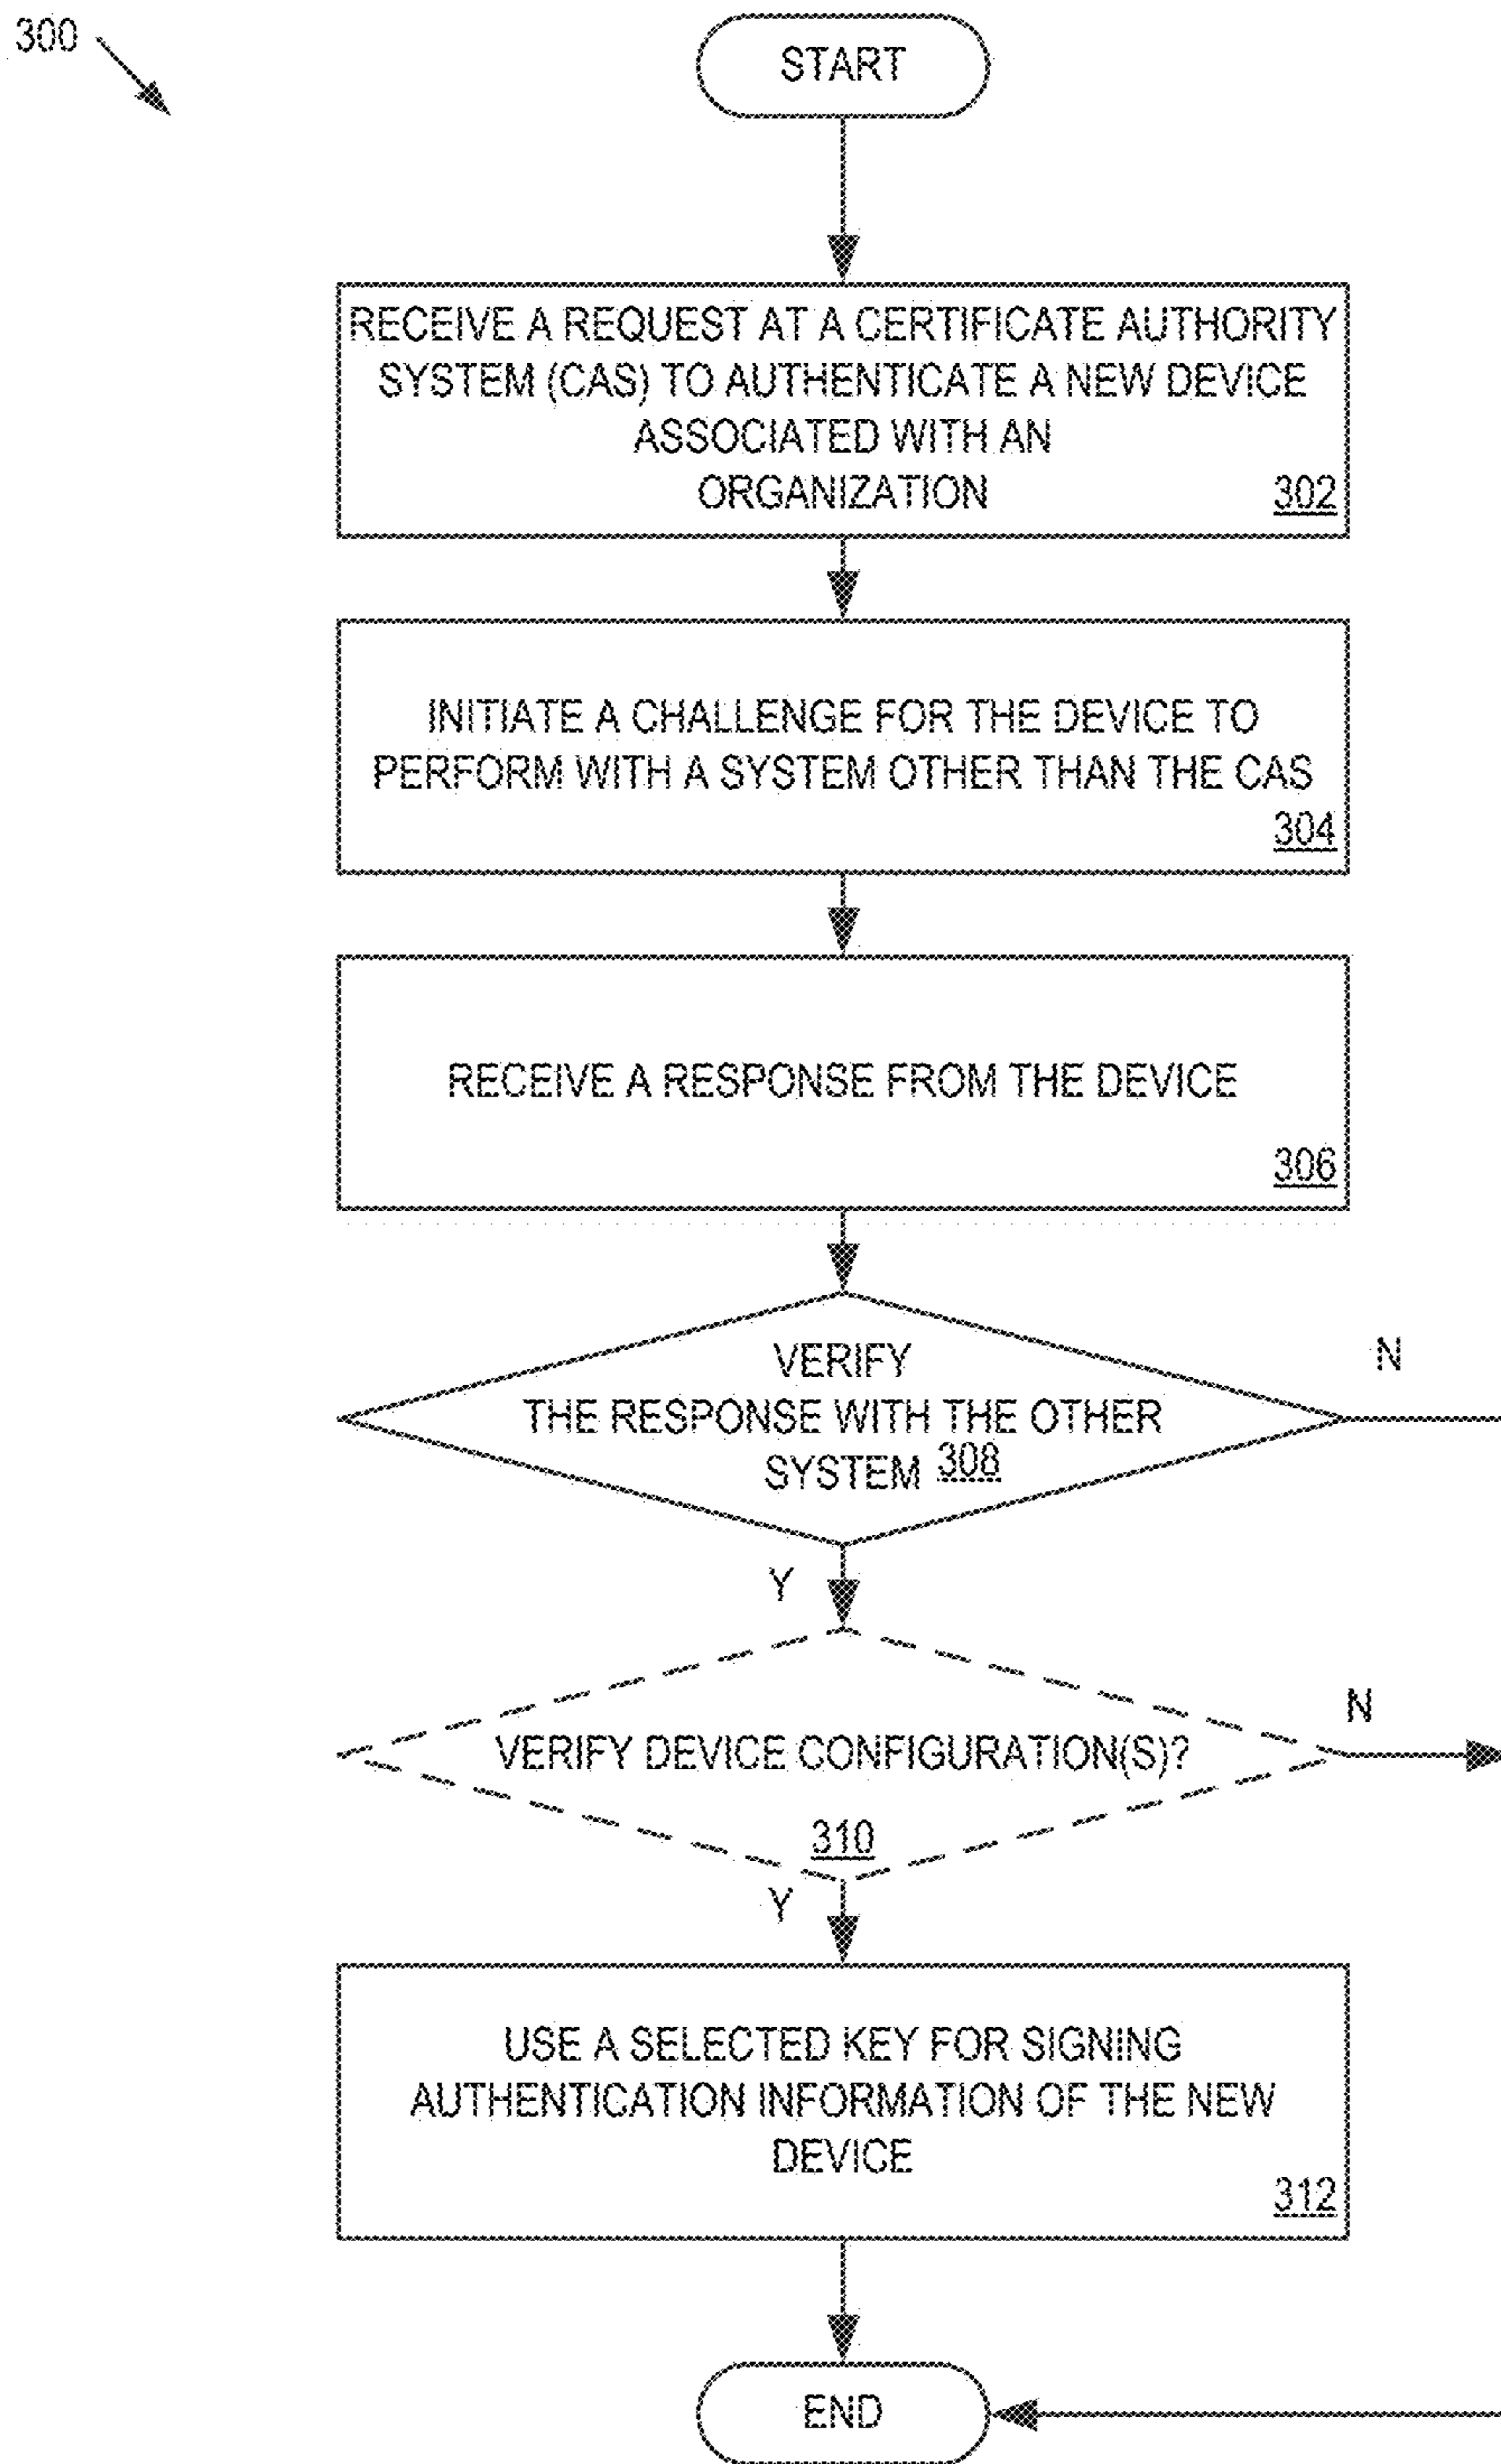 300
START
RECEIVE A REQUEST AT A CERTIFICATE AUTHORITY
SYSTEM (CAS) TO AUTHENTICATE A NEW DEVICE
ASSOCIATED WITH AN
ORGANIZATION
302
INITIATE A CHALLENGE FOR THE DEVICE TO
PERFORM WITH A SYSTEM OTHER THAN THE CAS
304
RECEIVE A RESPONSE FROM THE DEVICE
306
VERIFY
THE RESPONSE WITH THE OTHER
SYSTEM 308
N
Y
VERIFY DEVICE CONFIGURATION(S)?
310
N
Y
USE A SELECTED KEY FOR SIGNING
AUTHENTICATION INFORMATION OF THE NEW
DEVICE
312
END